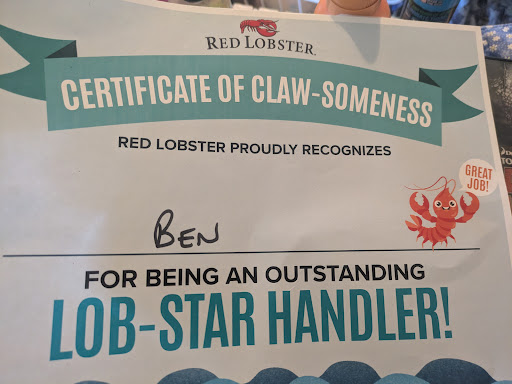 RED LOBSTER
CERTIFICATE OF CLAW-SOMENESS
RED LOBSTER PROUDLY RECOGNIZES
GREAT
JOB!
BEN
FOR BEING AN OUTSTANDING
LOB-STAR HANDLER!